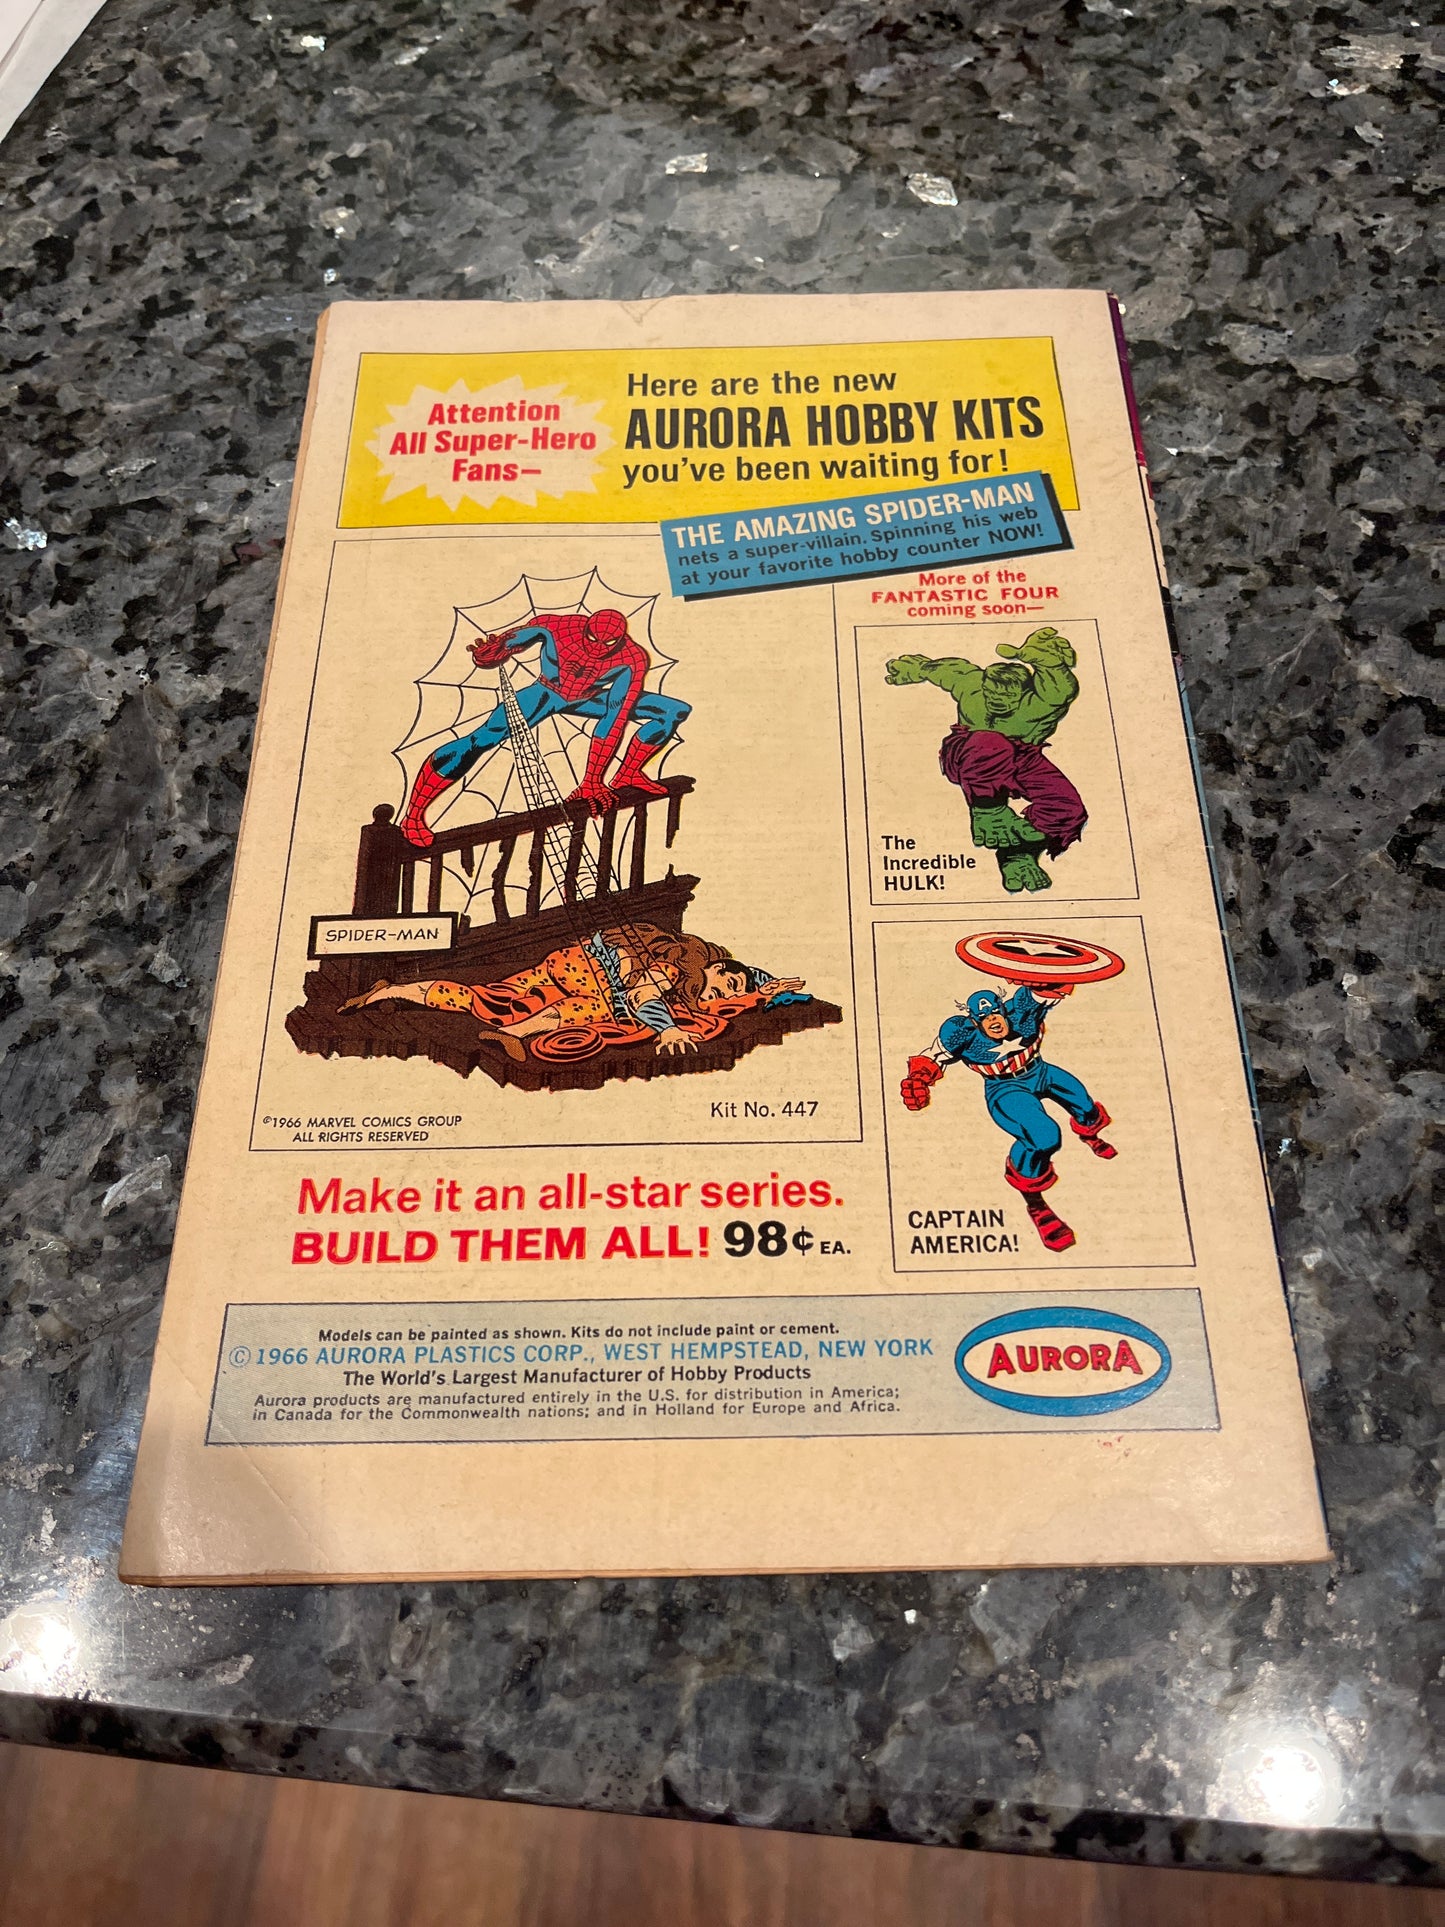 Attention
All Super-Hero
Fans—
Here are the new
AURORA HOBBY KITS
you've been waiting for!
THE AMAZING SPIDER-MAN
nets a super-villain. Spinning his web
at your favorite hobby counter NOW!
More of the
FANTASTIC FOUR
coming soon—
The
Incredible
HULK!
SPIDER-MAN
A
CAPTAIN
AMERICA!
©1966 MARVEL COMICS GROUP
ALL RIGHTS RESERVED
Kit No. 447
Make it an all-star series.
BUILD THEM ALL! 98¢ EA.
Models can be painted as shown. Kits do not include paint or cement.
© 1966 AURORA PLASTICS CORP., WEST HEMPSTEAD, NEW YORK
The World's Largest Manufacturer of Hobby Products
Aurora products are manufactured entirely in the U.S. for distribution in America;
in Canada for the Commonwealth nations; and in Holland for Europe and Africa.
AURORA